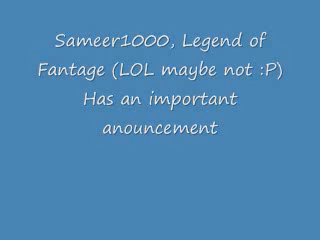 Sameer1000, Legend of
Fantage (LOL maybe not :P)
Has an important
anouncement